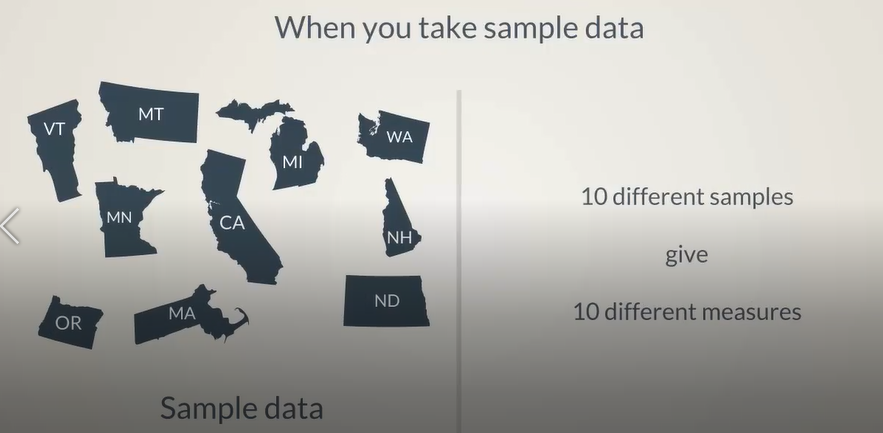 When you take sample data
VT
MT
MI
WA
MN
CA
NH
OR
MA
ND
10 different samples
give
10 different measures
Sample data